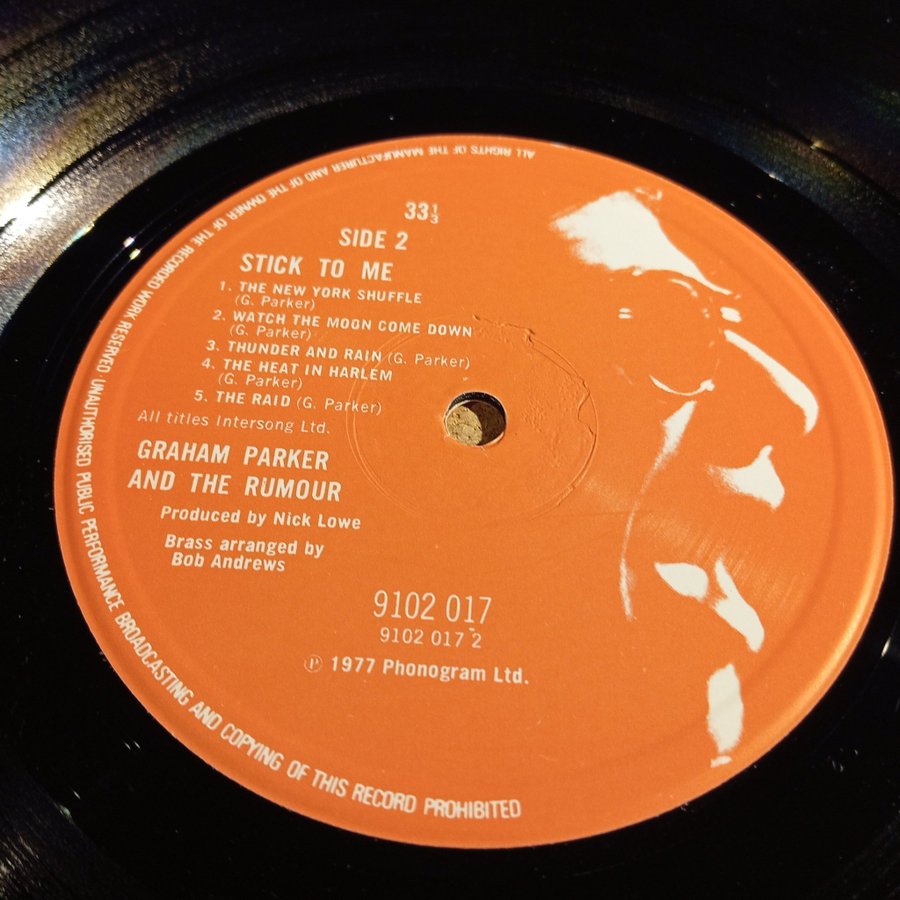 33⅓
SIDE 2
STICK TO ME
1. THE NEW YORK SHUFFLE
(G. Parker)
2. WATCH THE MOON COME DOWN
(G. Parker)
3. THUNDER AND RAIN (G. Parker)
4. THE HEAT IN HARLEM
(G. Parker)
5. THE RAID (G. Parker)
All titles Intersong Ltd.
GRAHAM PARKER
AND THE RUMOUR
Produced by Nick Lowe
Brass arranged by
Bob Andrews
9102 017
9102 017 2
℗ 1977 Phonogram Ltd.
ALL RIGHTS OF THE MANUFACTURER AND OF THE OWNER OF THE RECORDED WORK RESERVED UNAUTHORISED PUBLIC PERFORMANCE BROADCASTING AND COPYING OF THIS RECORD PROHIBITED